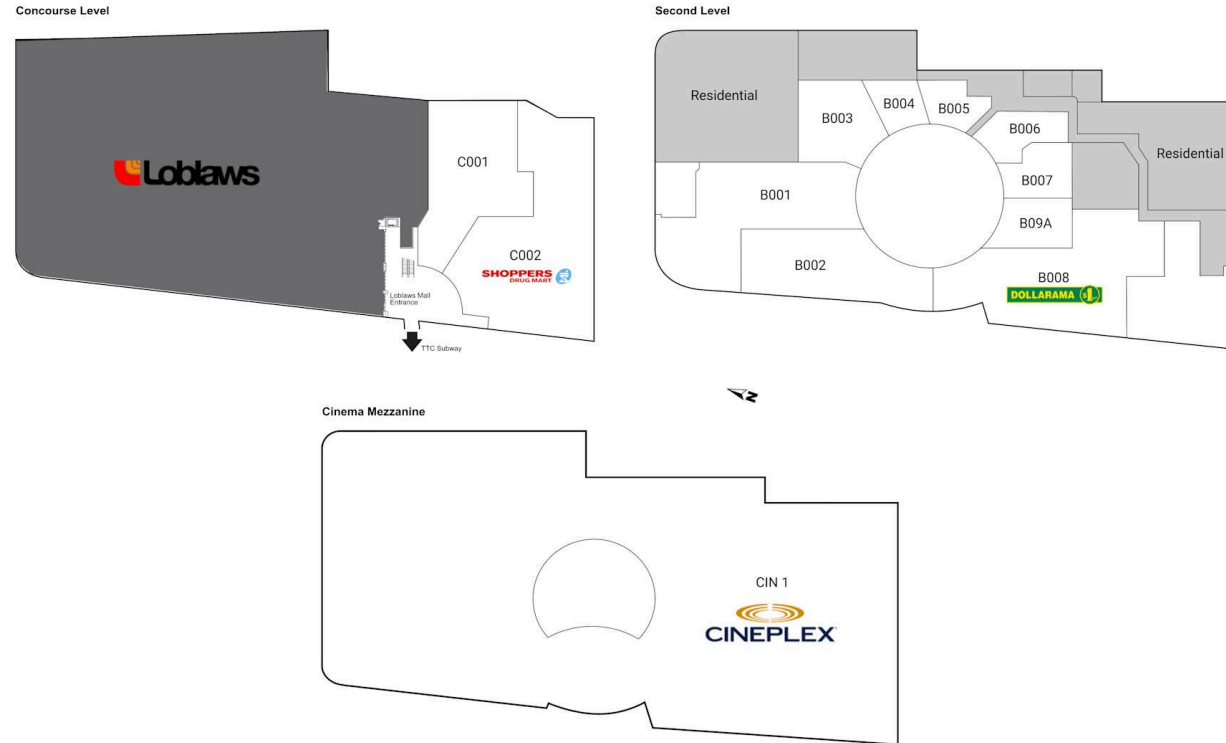 Concourse Level
Loblaws
C001
C002
SHOPPERS
DRUG MART
Loblaws Mall
Entrance
TTC Subway
Second Level
Residential
B003
B004
B005
B006
Residential
B007
B001
B09A
B002
B008
DOLLARAMA
N
Cinema Mezzanine
CIN 1
CINEPLEX